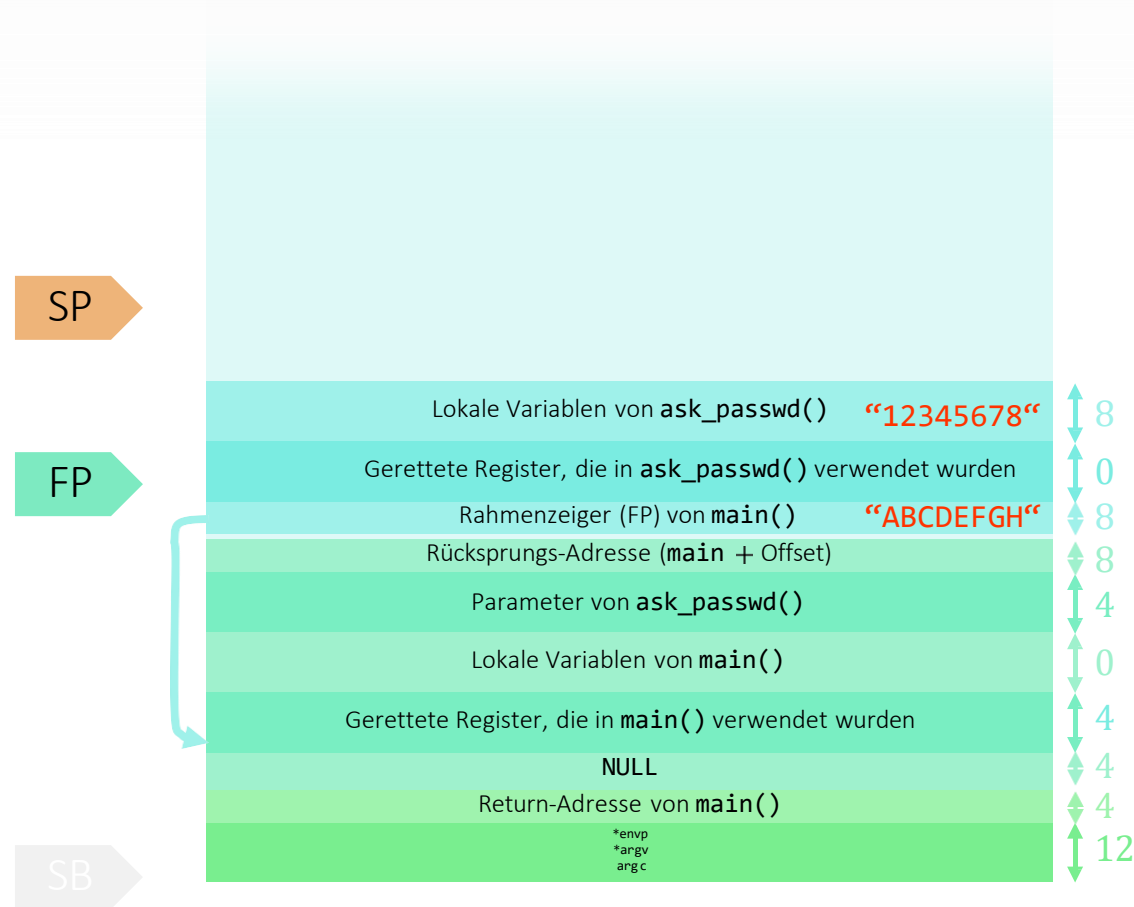 SP
Lokale Variablen von ask_passwd() “12345678“ 8
FP
Gerettete Register, die in ask_passwd() verwendet wurden 0
Rahmenzeiger (FP) von main() “ABCDEFGH“ 8
Rücksprungs-Adresse (main + Offset) 8
Parameter von ask_passwd() 4
Lokale Variablen von main() 0
Gerettete Register, die in main() verwendet wurden 4
NULL 4
Return-Adresse von main() 4
*envp
*argv
argc
12
SB